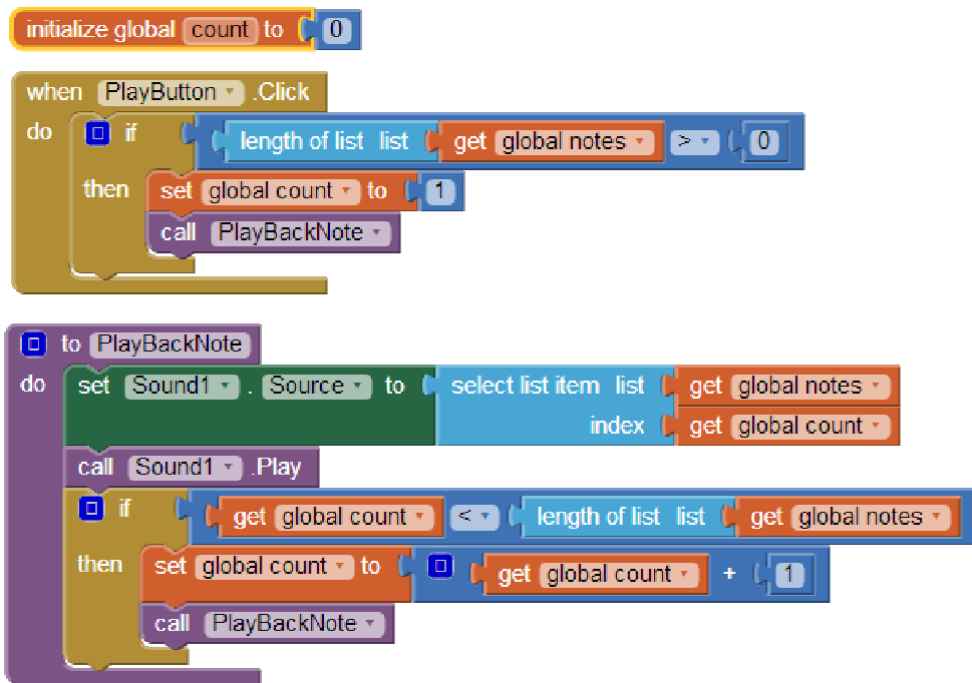 initialize global count to 0
when PlayButton .Click
do if length of list list get global notes > 0
then set global count to 1
call PlayBackNote
to PlayBackNote
do set Sound1 . Source to select list item list get global notes
index get global count
call Sound1 .Play
if get global count < length of list list get global notes
then set global count to get global count + 1
call PlayBackNote